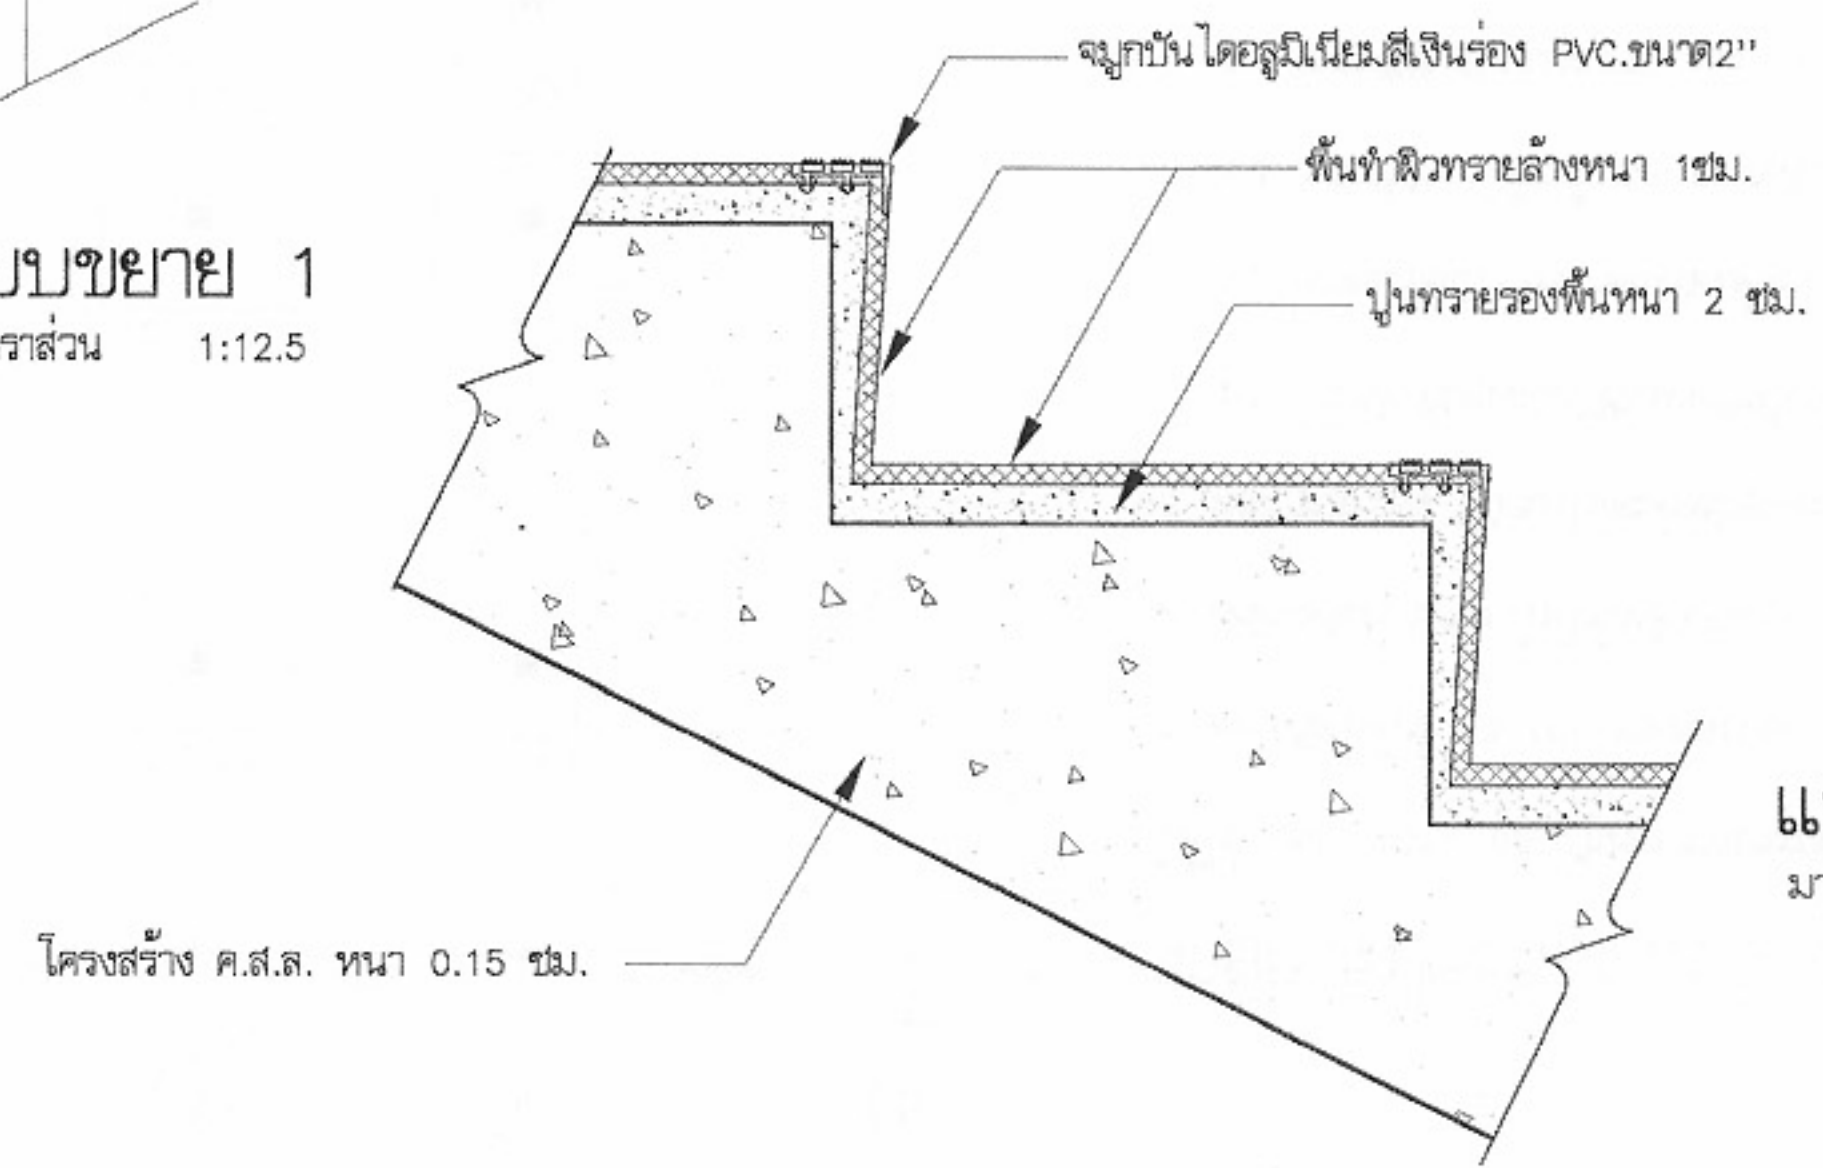 จมูกบันไดอลูมิเนียมสีเงินร่อง PVC.ขนาด2''
พื้นทำผิวทรายล้างหนา 1ซม.
ปูนทรายรองพื้นหนา 2 ซม.
บขยาย 1
ราส่วน 1:12.5
โครงสร้าง ค.ส.ล. หนา 0.15 ซม.